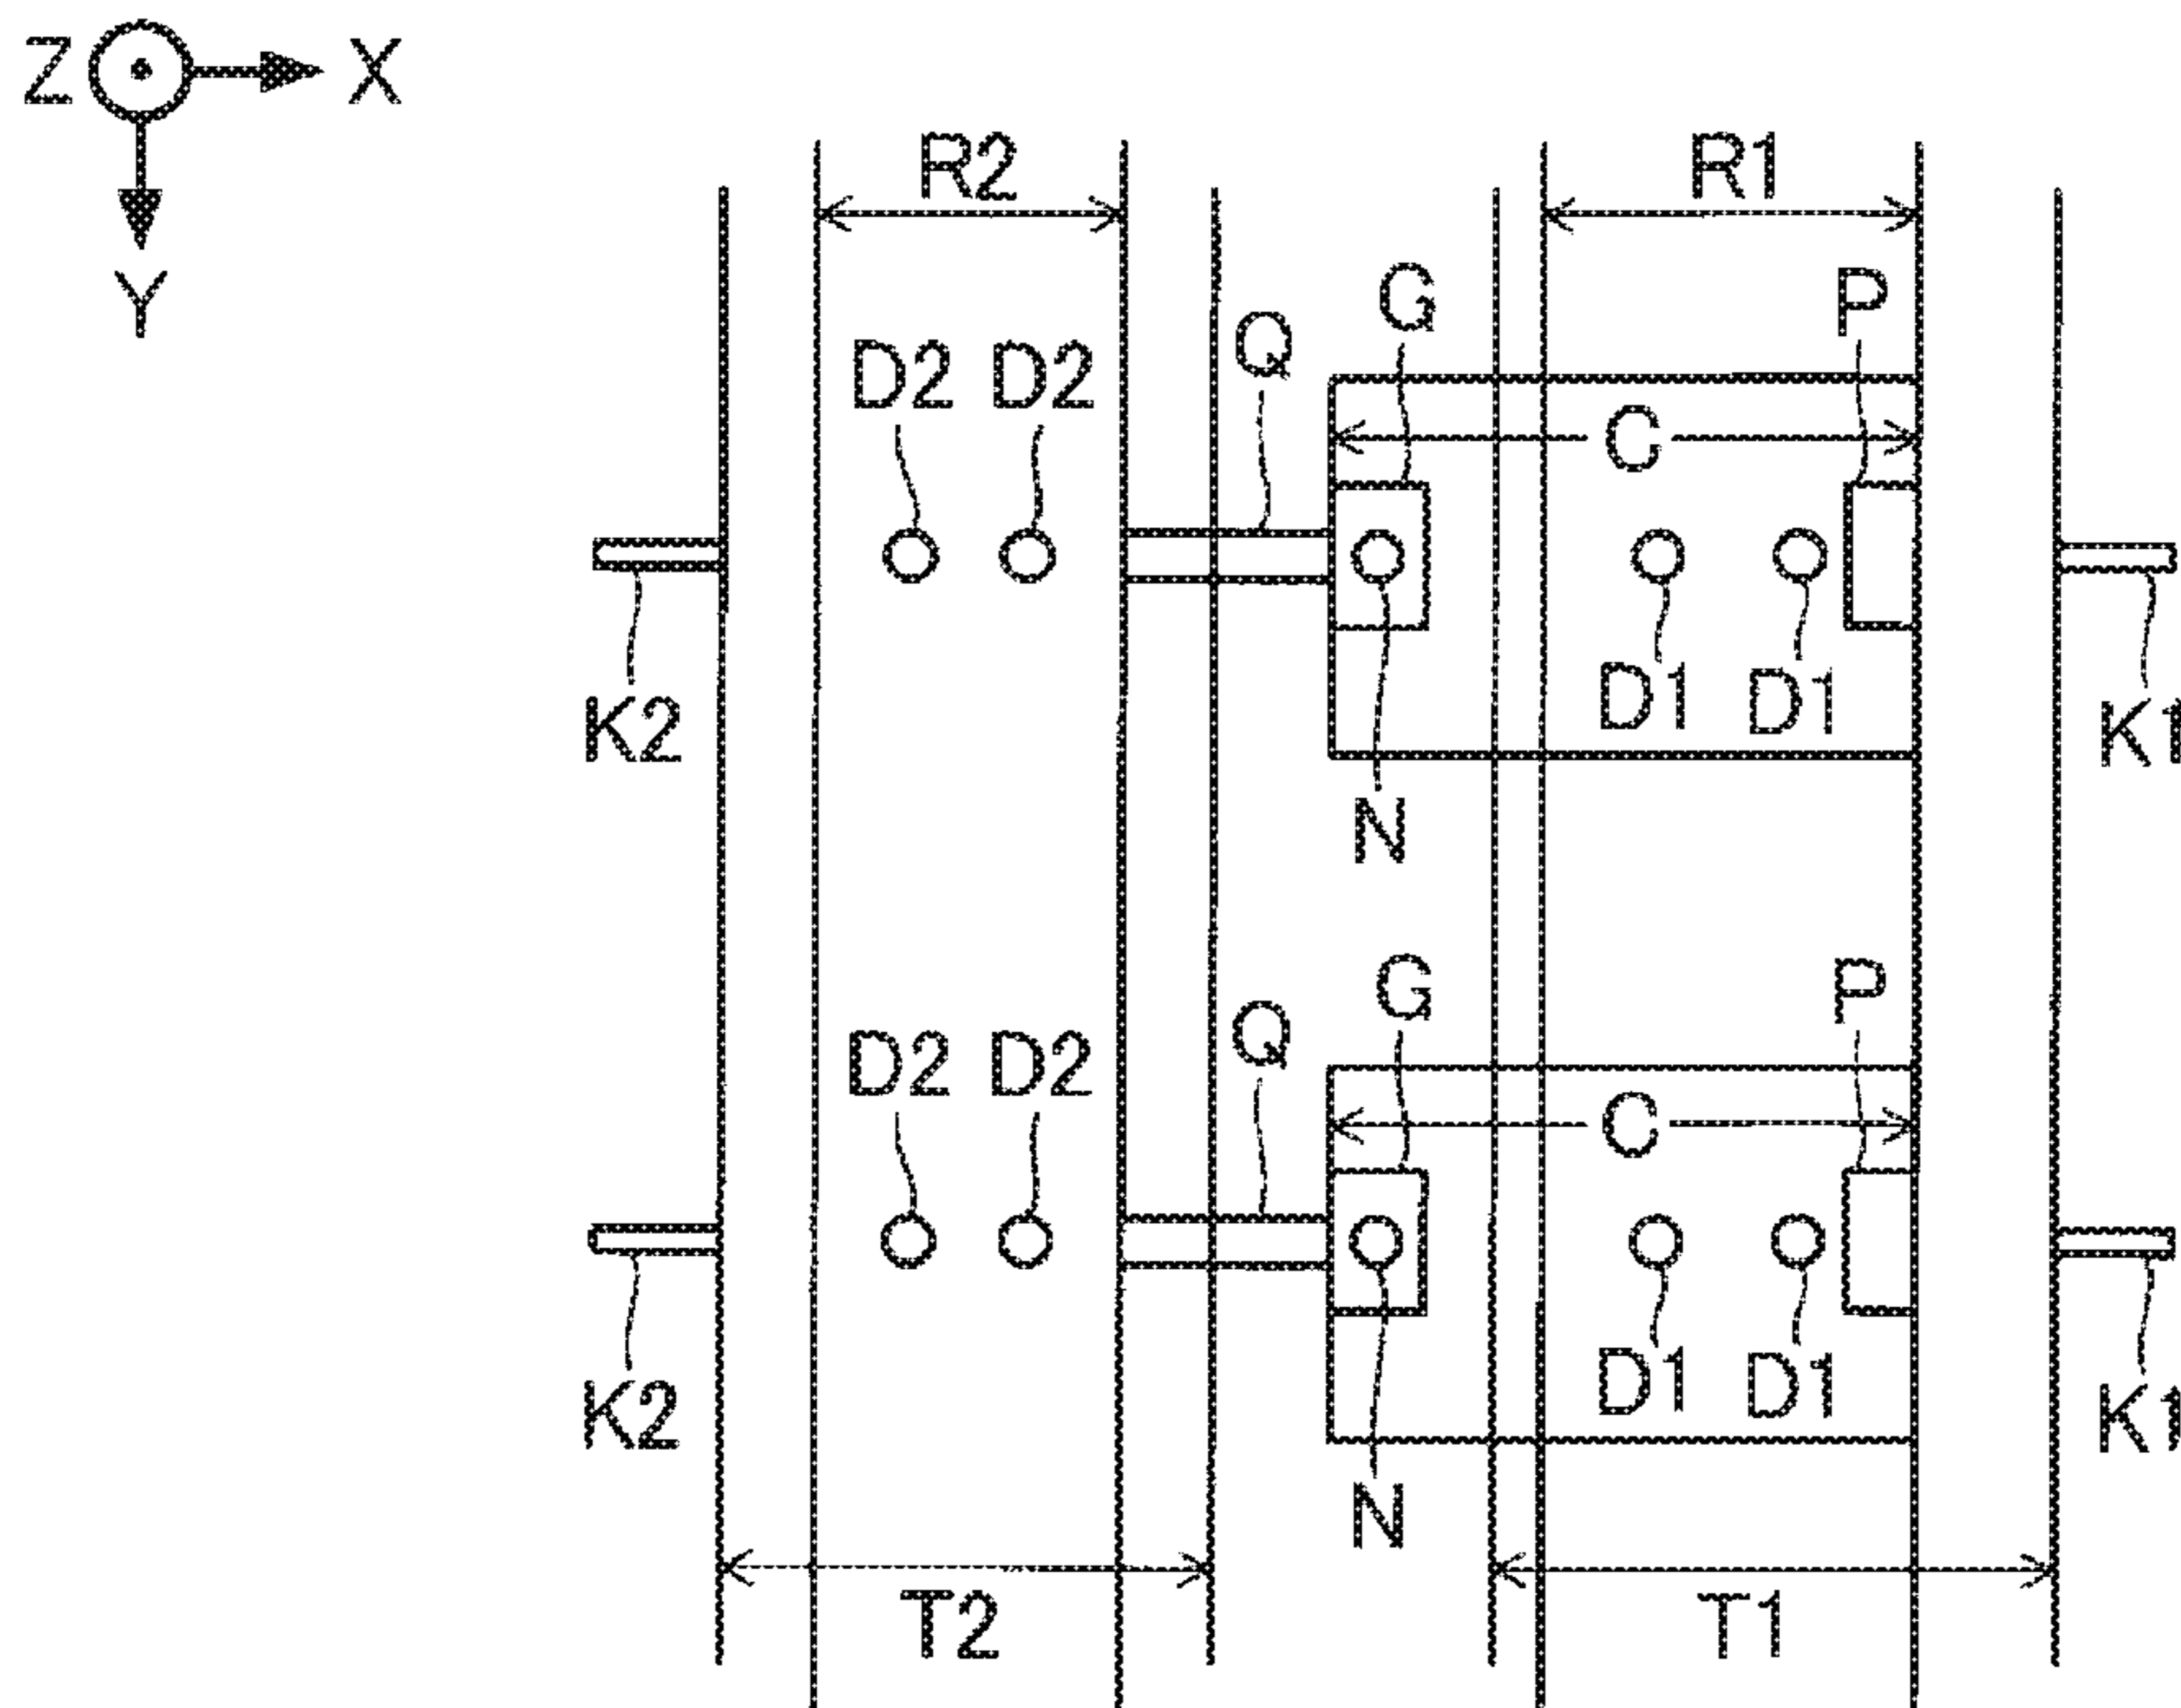 Z X
Y
R2 R1
Q G P
D2 D2
C
K2 D1 D1 K1
N
Q G P
D2 D2
C
K2 D1 D1 K1
N
T2 T1